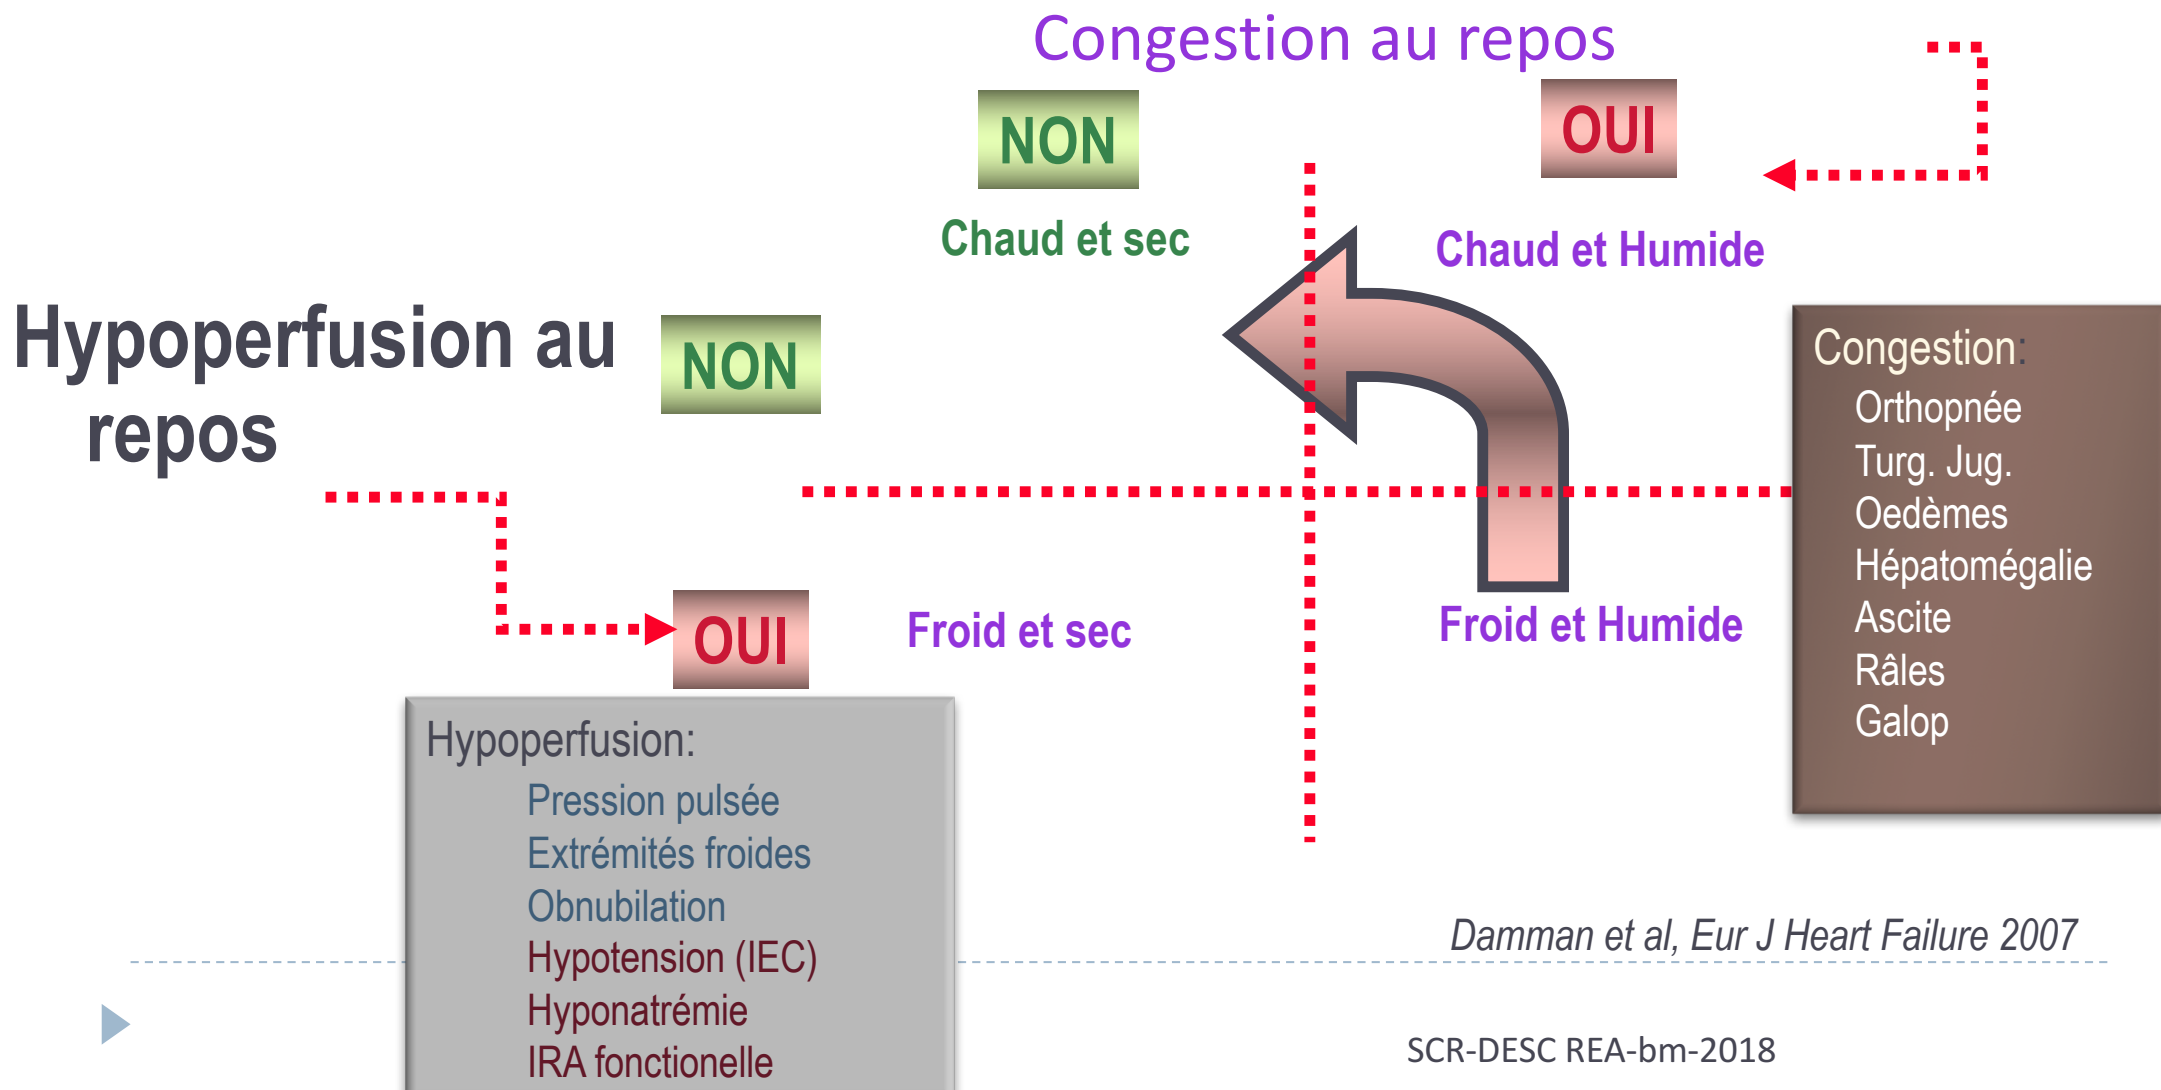 Congestion au repos
NON
OUI
Chaud et sec
Chaud et Humide
Hypoperfusion au
repos
NON
Congestion:
Orthopnée
Turg. Jug.
Oedèmes
Hépatomégalie
Ascite
Râles
Galop
OUI
Froid et sec
Froid et Humide
Hypoperfusion:
Pression pulsée
Extrémités froides
Obnubilation
Hypotension (IEC)
Hyponatrémie
IRA fonctionelle
Damman et al, Eur J Heart Failure 2007
SCR-DESC REA-bm-2018